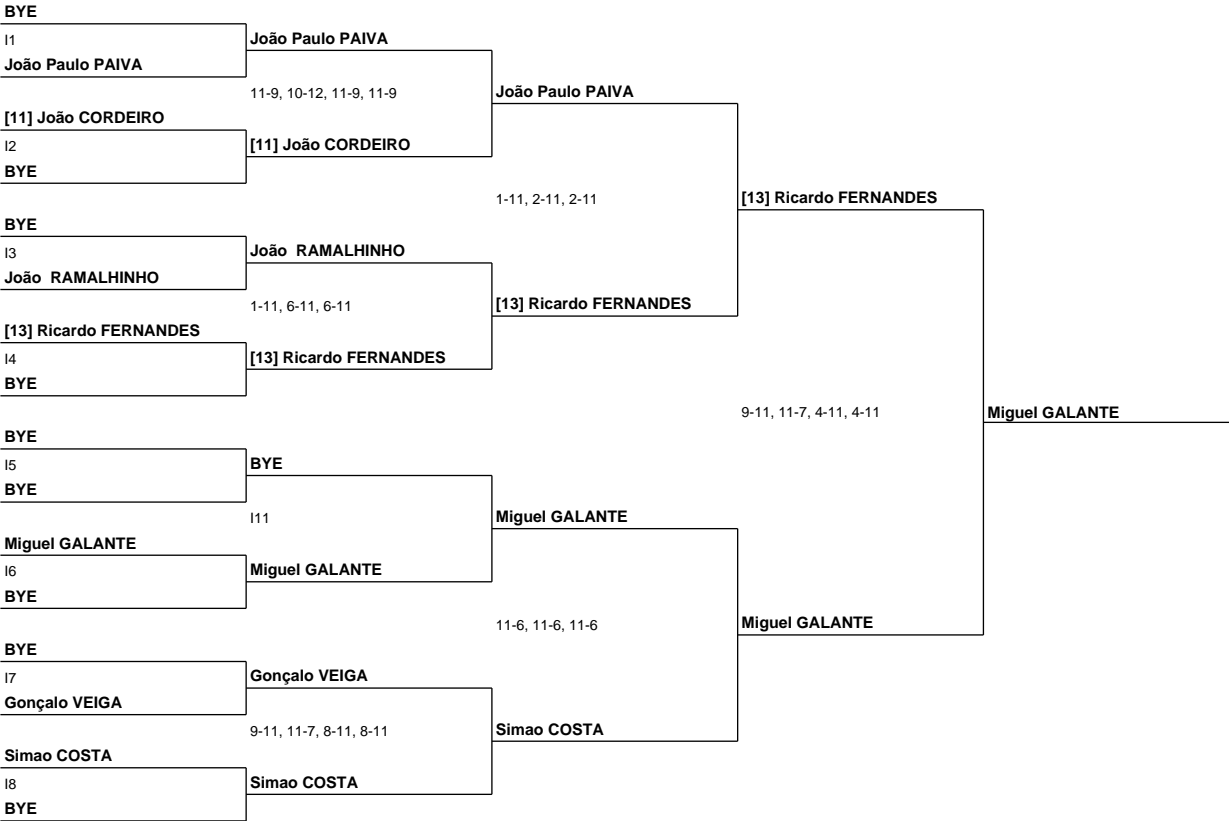 BYE
I1
João Paulo PAIVA
João Paulo PAIVA
11-9, 10-12, 11-9, 11-9
João Paulo PAIVA
[11] João CORDEIRO
I2
[11] João CORDEIRO
BYE
1-11, 2-11, 2-11
[13] Ricardo FERNANDES
BYE
I3
João  RAMALHINHO
João  RAMALHINHO
1-11, 6-11, 6-11
[13] Ricardo FERNANDES
[13] Ricardo FERNANDES
I4
[13] Ricardo FERNANDES
BYE
9-11, 11-7, 4-11, 4-11
Miguel GALANTE
BYE
I5
BYE
BYE
I11
Miguel GALANTE
Miguel GALANTE
I6
Miguel GALANTE
BYE
11-6, 11-6, 11-6
Miguel GALANTE
BYE
I7
Gonçalo VEIGA
Gonçalo VEIGA
9-11, 11-7, 8-11, 8-11
Simao COSTA
Simao COSTA
I8
Simao COSTA
BYE